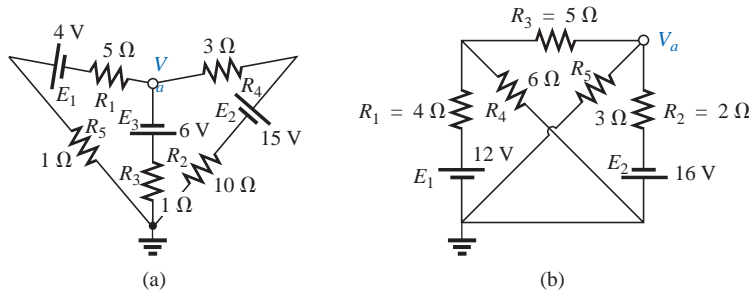 4 V
5 Ω
V
a
3 Ω
E1
R1
R4
E2
E3
6 V
15 V
R5
1 Ω
R2
R3
10 Ω
1 Ω
(a)
R3 = 5 Ω
Va
6 Ω
R5
R1 = 4 Ω
R4
3 Ω
R2 = 2 Ω
12 V
E1
E2
16 V
(b)